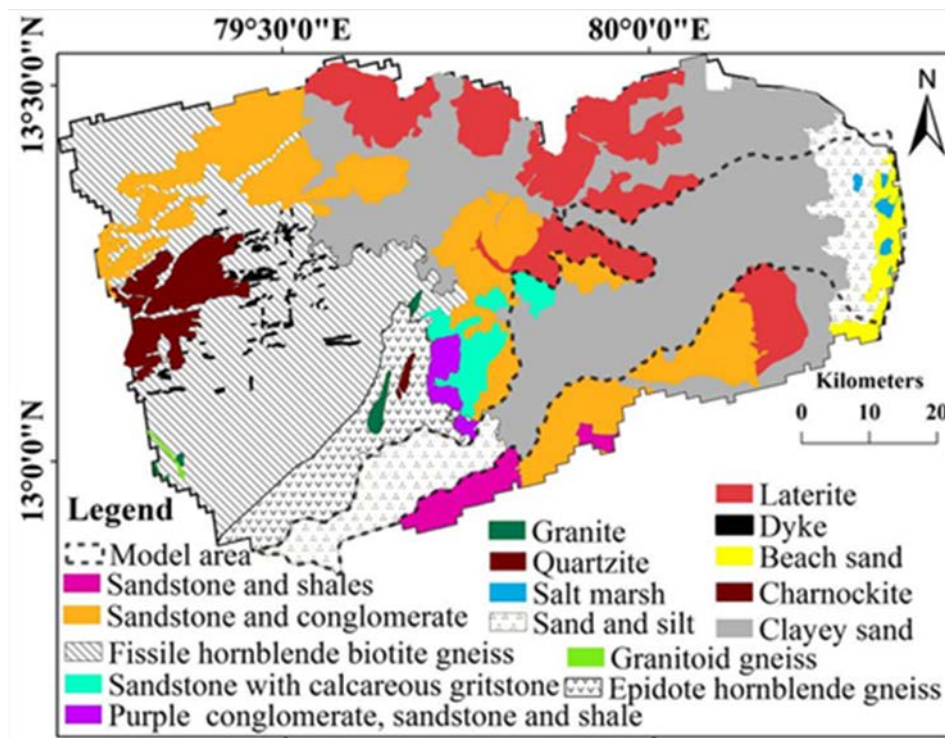 79°30'0"E 80°0'0"E
13°30'0"N
N
Kilometers
0 10 20
13°0'0"N
Legend
Model area
Sandstone and shales
Sandstone and conglomerate
Fissile hornblende biotite gneiss
Sandstone with calcareous gritstone
Purple conglomerate, sandstone and shale
Granite
Quartzite
Salt marsh
Sand and silt
Granitoid gneiss
Epidote hornblende gneiss
Laterite
Dyke
Beach sand
Charnockite
Clayey sand